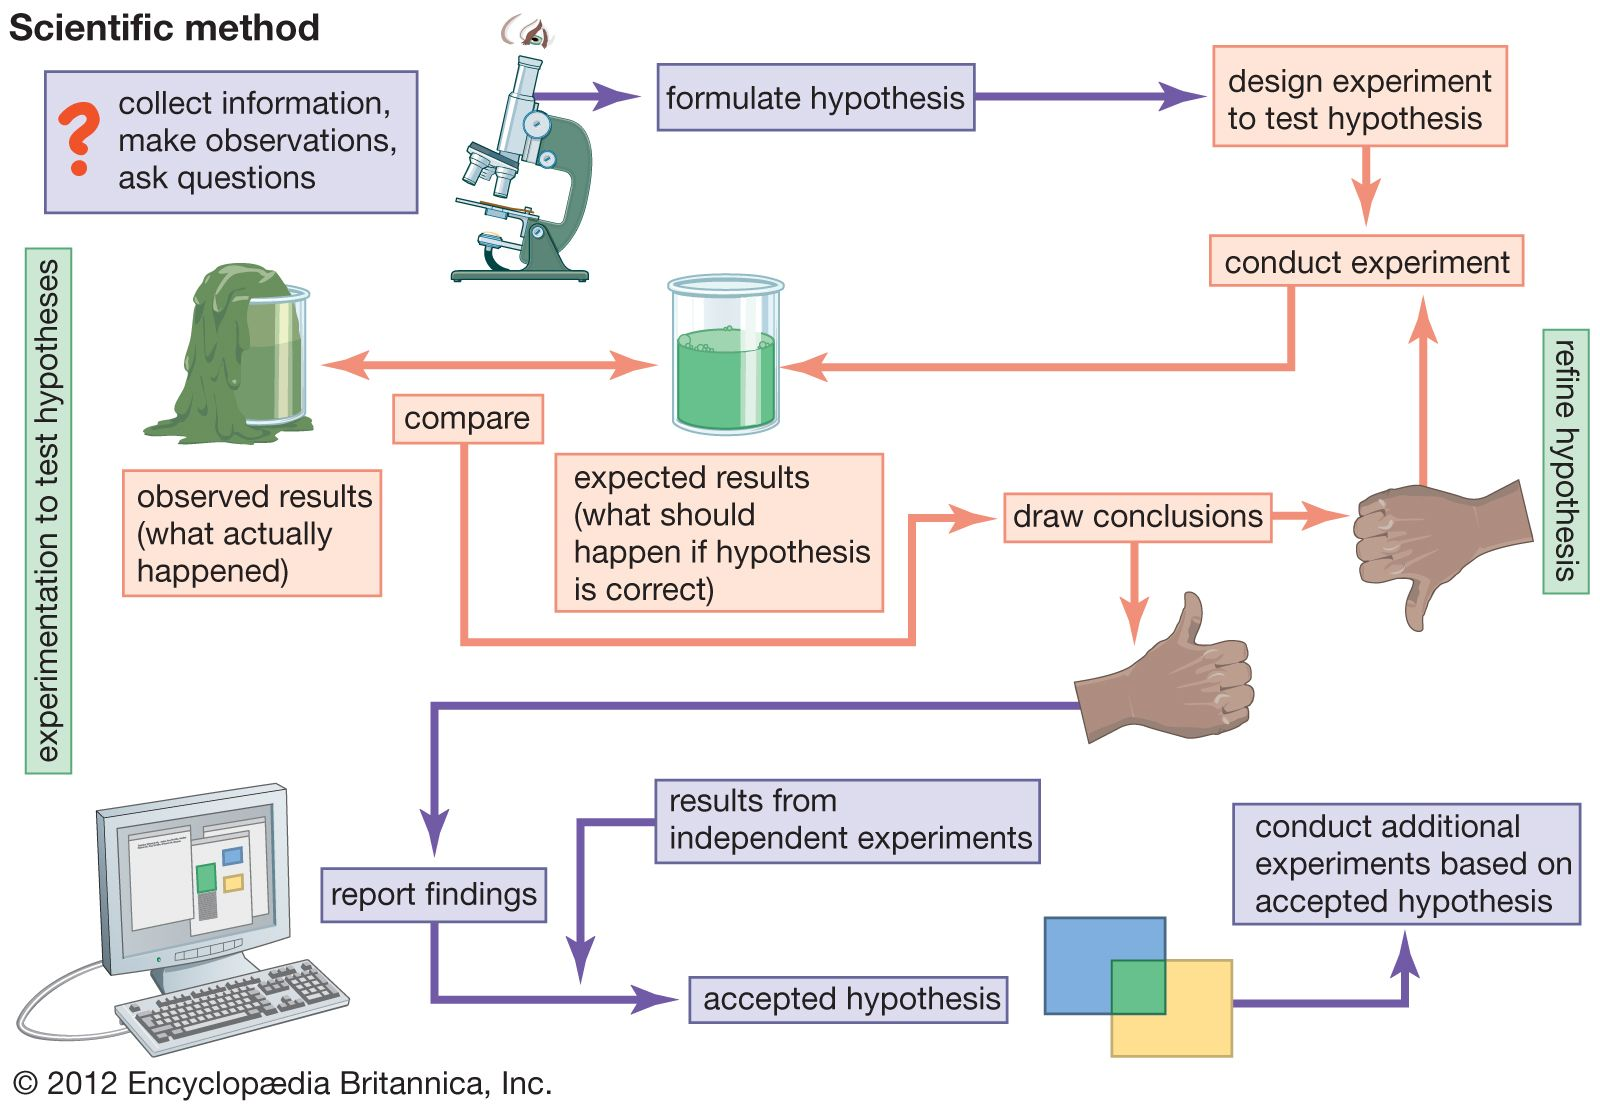 Scientific method
collect information,
make observations,
ask questions
formulate hypothesis
design experiment
to test hypothesis
conduct experiment
experimentation to test hypotheses
refine hypothesis
compare
observed results
(what actually
happened)
expected results
(what should
happen if hypothesis
is correct)
draw conclusions
results from
independent experiments
report findings
conduct additional
experiments based on
accepted hypothesis
accepted hypothesis
© 2012 Encyclopædia Britannica, Inc.